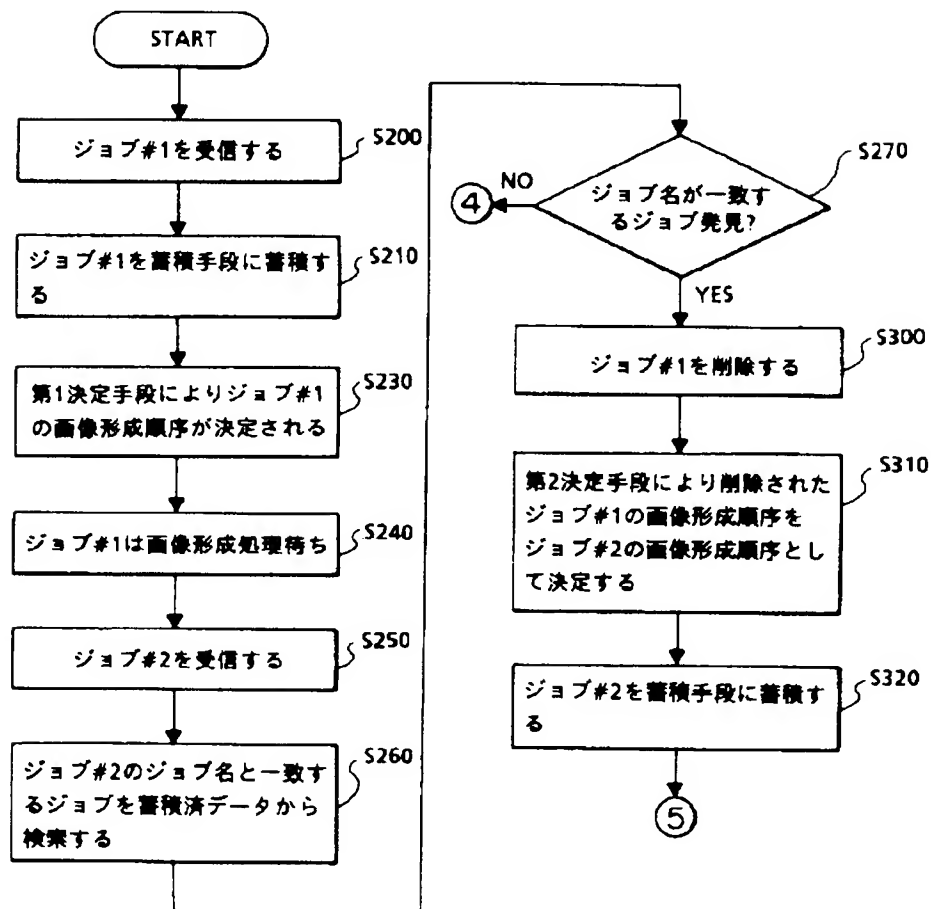 START
ジョブ#1を受信する
S200
ジョブ#1を蓄積手段に蓄積す
る
S210
第1決定手段によりジョブ#1
の画像形成順序が決定される
S230
ジョブ#1は画像形成処理待ち
S240
ジョブ#2を受信する
S250
ジョブ#2のジョブ名と一致す
るジョブを蓄積済データから
検索する
S260
ジョブ名が一致す
るジョブ発見?
S270
NO
④
YES
ジョブ#1を削除する
S300
第2決定手段により削除された
ジョブ#1の画像形成順序を
ジョブ#2の画像形成順序とし
て決定する
S310
ジョブ#2を蓄積手段に蓄積す
る
S320
⑤